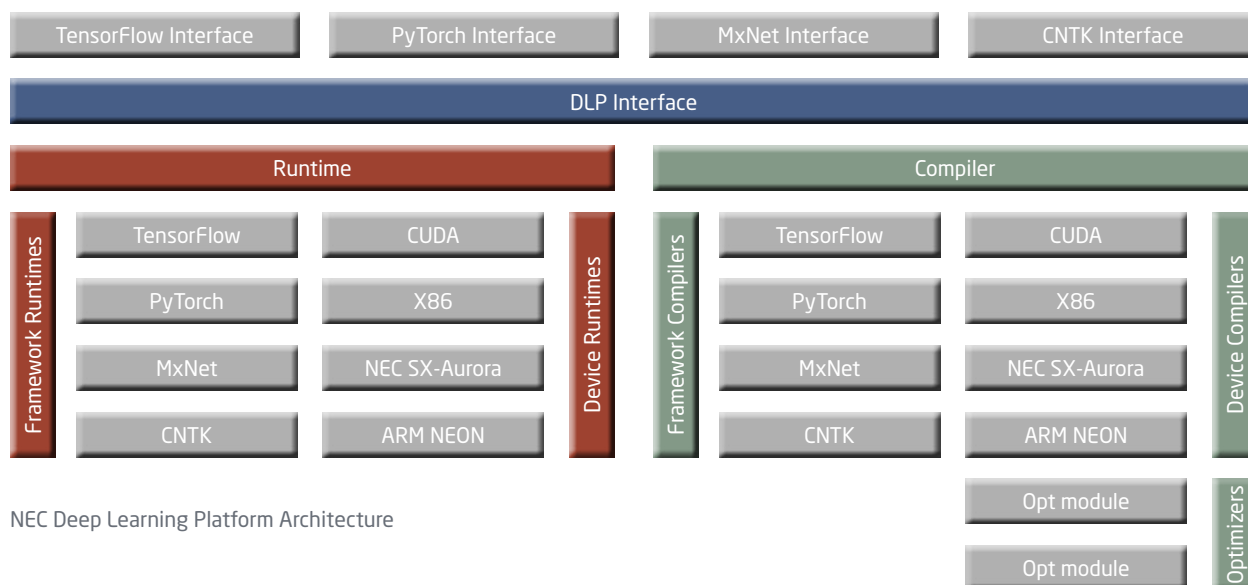 TensorFlow Interface
PyTorch Interface
MxNet Interface
CNTK Interface
DLP Interface
Runtime
Compiler
Framework Runtimes
TensorFlow
CUDA
PyTorch
X86
MxNet
NEC SX-Aurora
CNTK
ARM NEON
Device Runtimes
Framework Compilers
TensorFlow
CUDA
PyTorch
X86
MxNet
NEC SX-Aurora
CNTK
ARM NEON
Device Compilers
Opt module
Opt module
Optimizers
NEC Deep Learning Platform Architecture